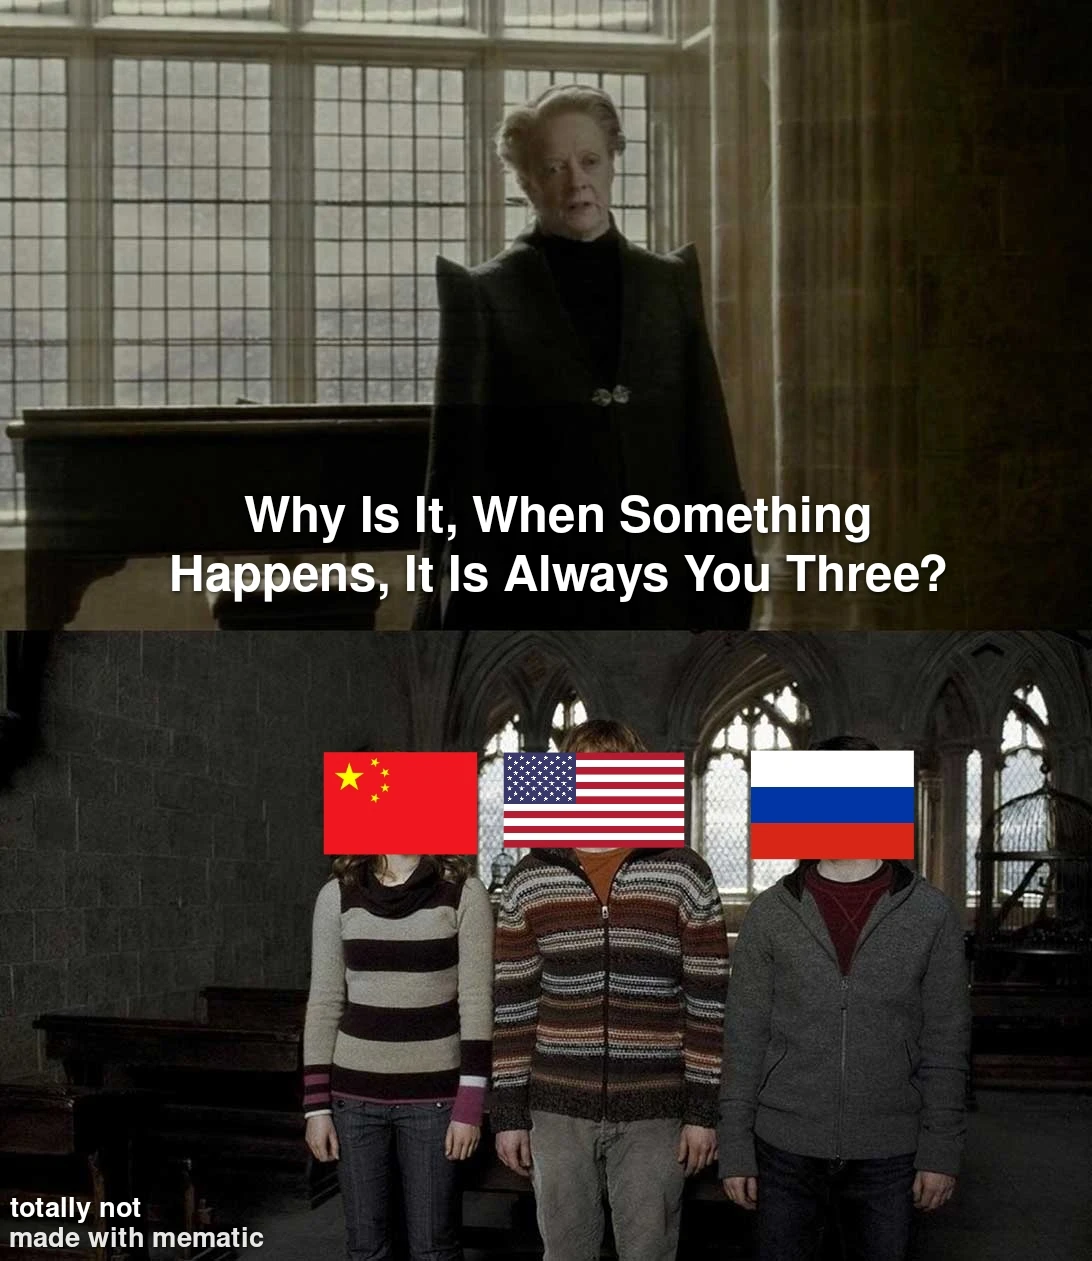 Why Is It, When Something
Happens, It Is Always You Three?
totally not
made with mematic